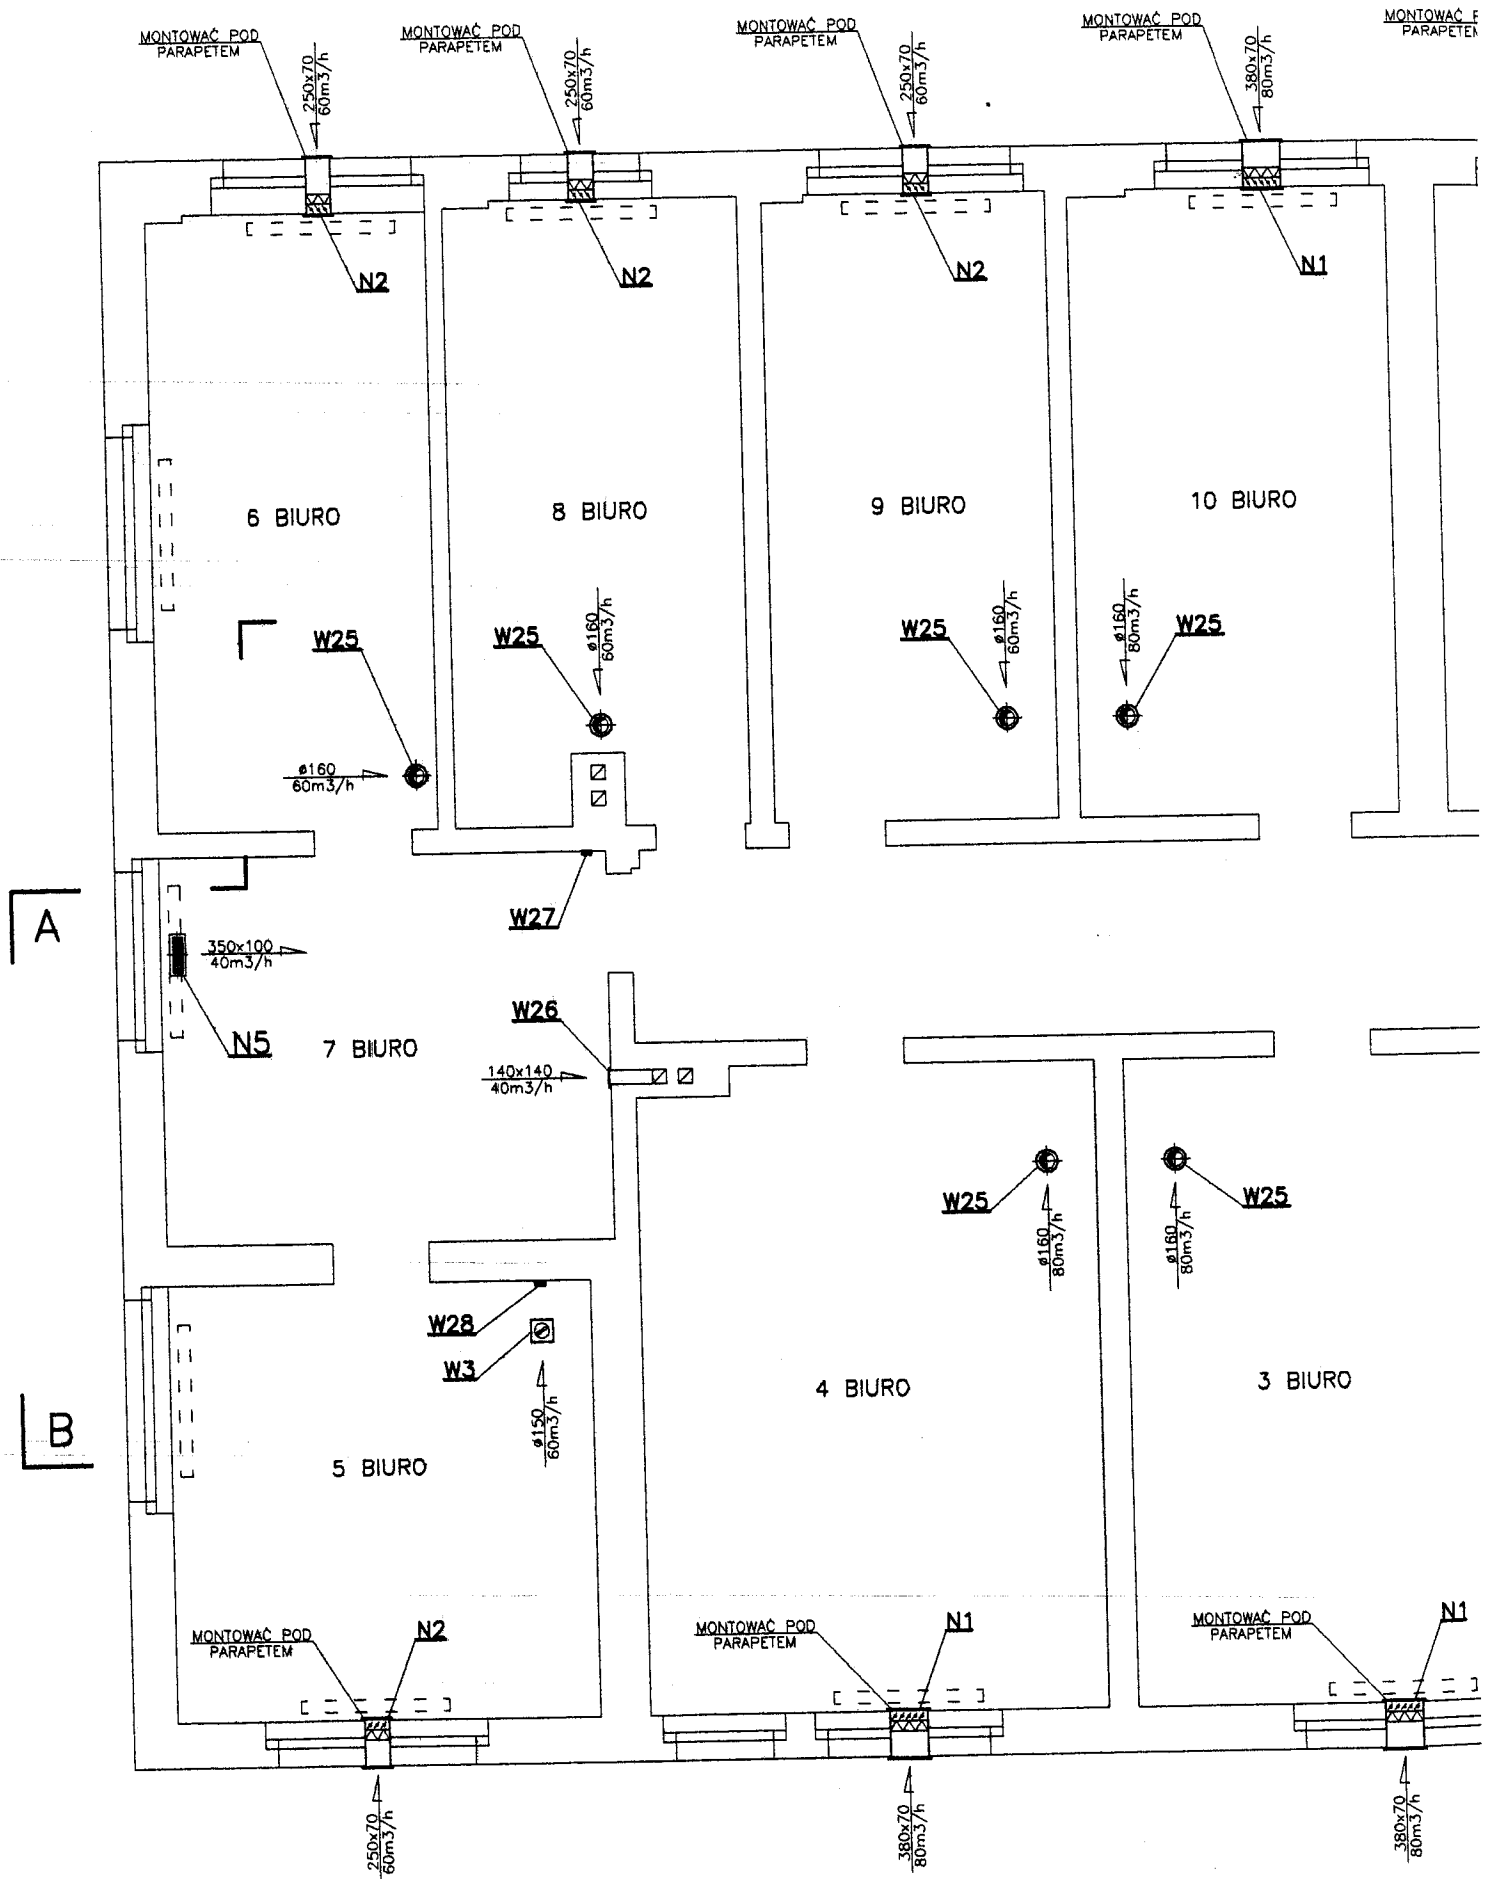 MONTOWAĆ POD
PARAPETEM
250x70
60m3/h
MONTOWAĆ POD
PARAPETEM
250x70
60m3/h
MONTOWAĆ POD
PARAPETEM
250x70
60m3/h
MONTOWAĆ POD
PARAPETEM
380x70
80m3/h
MONTOWAĆ
PARAPETEM
N2
N2
N2
N1
6 BIURO
8 BIURO
9 BIURO
10 BIURO
W25
W25
ø160
60m3/h
W25
ø160
60m3/h
ø160
80m3/h
W25
ø160
60m3/h
A
W27
350x100
40m3/h
N5
7 BIURO
W26
140x140
40m3/h
W25
ø160
80m3/h
W25
ø160
80m3/h
W28
W3
ø150
60m3/h
B
5 BIURO
4 BIURO
3 BIURO
MONTOWAĆ POD
PARAPETEM
N2
MONTOWAĆ POD
PARAPETEM
N1
MONTOWAĆ POD
PARAPETEM
N1
250x70
60m3/h
380x70
80m3/h
380x70
80m3/h